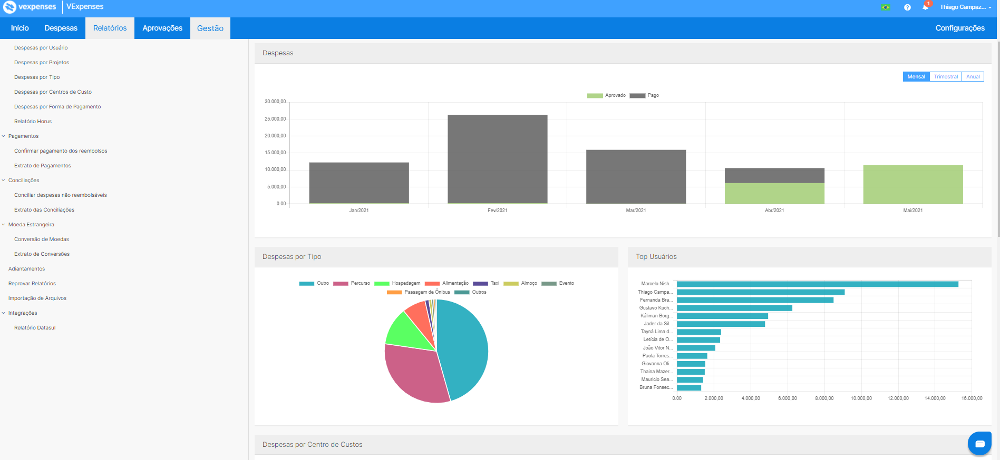 vexpenses VExpenses
1
Thiago Campaz...
Início Despesas Relatórios Aprovações Gestão Configurações
Despesas por Usuário
Despesas por Projetos
Despesas por Tipo
Despesas por Centros de Custo
Despesas por Forma de Pagamento
Relatório Horus
Pagamentos
Confirmar pagamento dos reembolsos
Extrato de Pagamentos
Conciliações
Conciliar despesas não reembolsáveis
Extrato das Conciliações
Moeda Estrangeira
Conversão de Moedas
Extrato de Conversões
Adiantamentos
Reprovar Relatórios
Importação de Arquivos
Integrações
Relatório Datasul
Despesas
Mensal Trimestral Anual
Aprovado Pago
30.000,00
25.000,00
20.000,00
15.000,00
10.000,00
5.000,00
0.00
Jan/2021 Fev/2021 Mar/2021 Abr/2021 Mai/2021
Despesas por Tipo
Outro Percurso Hospedagem Alimentação Taxi Almoço Evento
Passagem de Ônibus Outros
Top Usuários
Marcelo Nish...
Thiago Campa...
Fernanda Bra...
Gustavo Kuch...
Káliman Borg...
Jader da Sil...
Tayná Lima d...
Letícia de O...
João Vitor N...
Paola Torres...
Giovanna Oli...
Thaina Mazer...
Mauricio Sea...
Bruna Fonsec...
0.00 2.000,00 4.000,00 6.000,00 8.000,00 10.000,00 12.000,00 14.000,00 16.000,00
Despesas por Centro de Custos